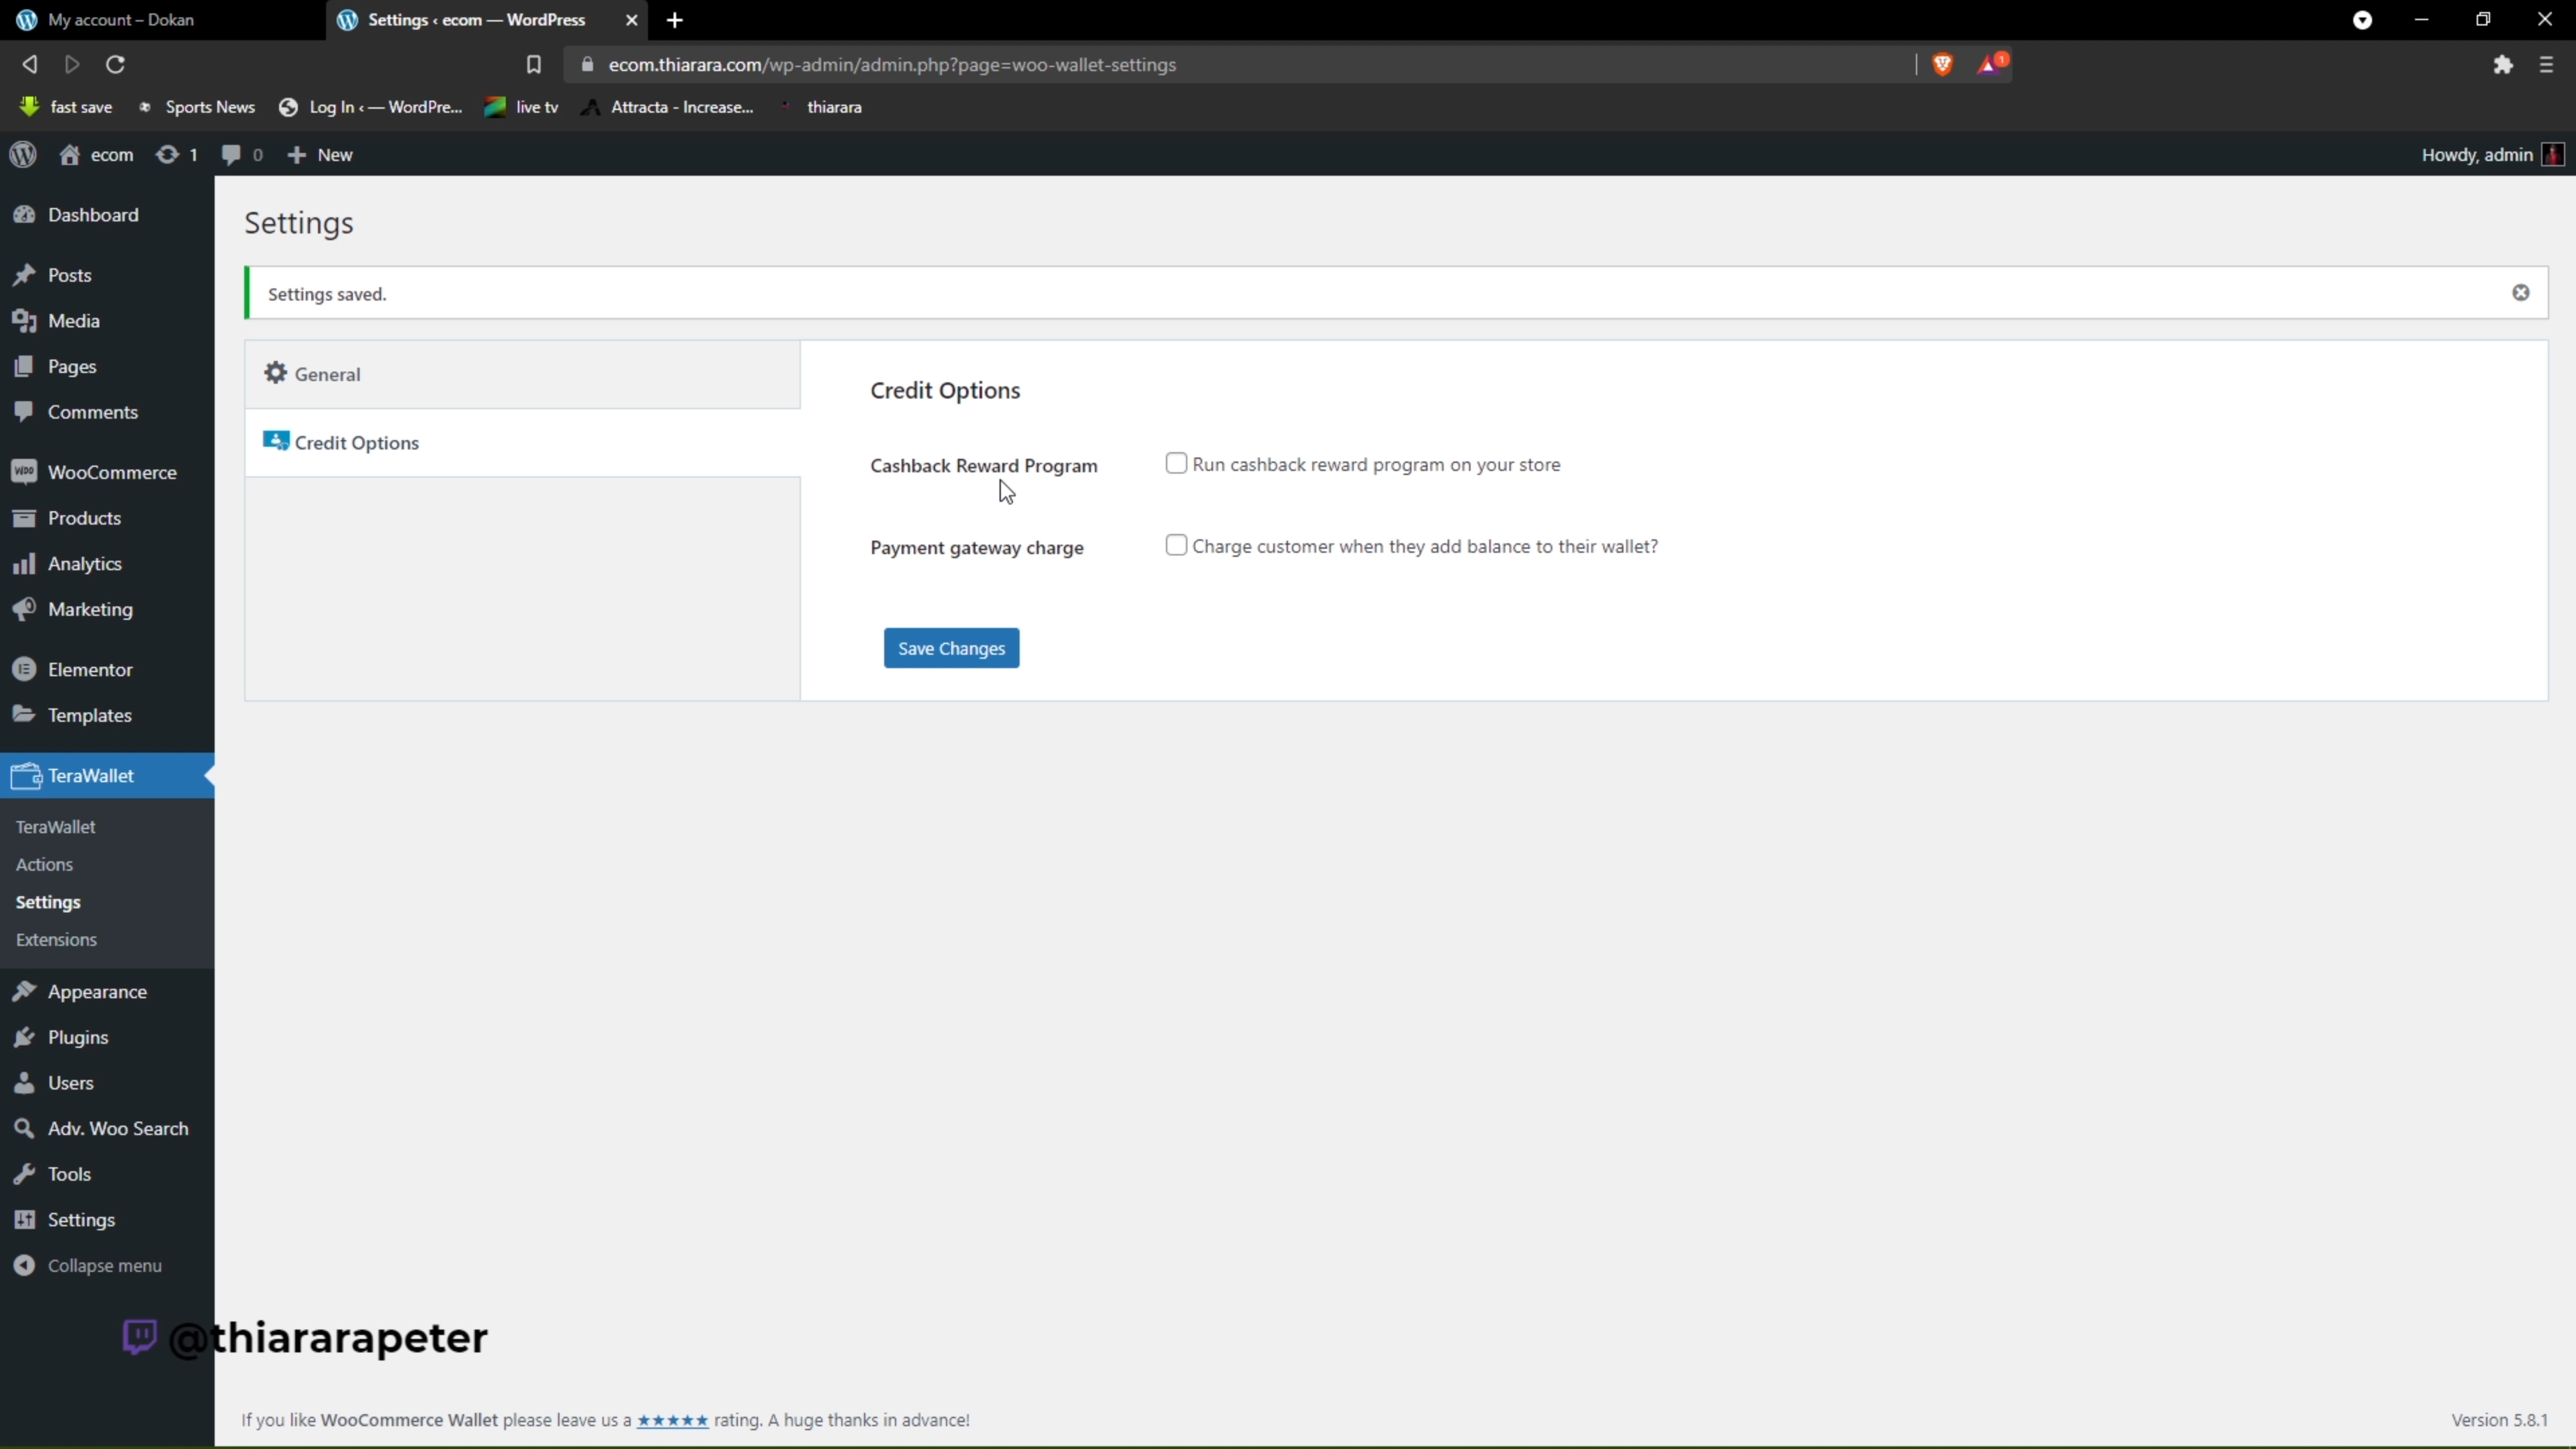 My account – Dokan
Settings ‹ ecom — WordPress
ecom.thiarara.com/wp-admin/admin.php?page=woo-wallet-settings
1
fast save
Sports News
Log In ‹ — WordPre...
live tv
Attracta - Increase...
thiarara
ecom
1
0
New
Howdy, admin
Dashboard
Posts
Media
Pages
Comments
WooCommerce
Products
Analytics
Marketing
Elementor
Templates
TeraWallet
TeraWallet
Actions
Settings
Extensions
Appearance
Plugins
Users
Adv. Woo Search
Tools
Settings
Collapse menu
Settings
Settings saved.
General
Credit Options
Credit Options
Cashback Reward Program
Run cashback reward program on your store
Payment gateway charge
Charge customer when they add balance to their wallet?
Save Changes
@thiararapeter
If you like WooCommerce Wallet please leave us a ★★★★★ rating. A huge thanks in advance!
Version 5.8.1